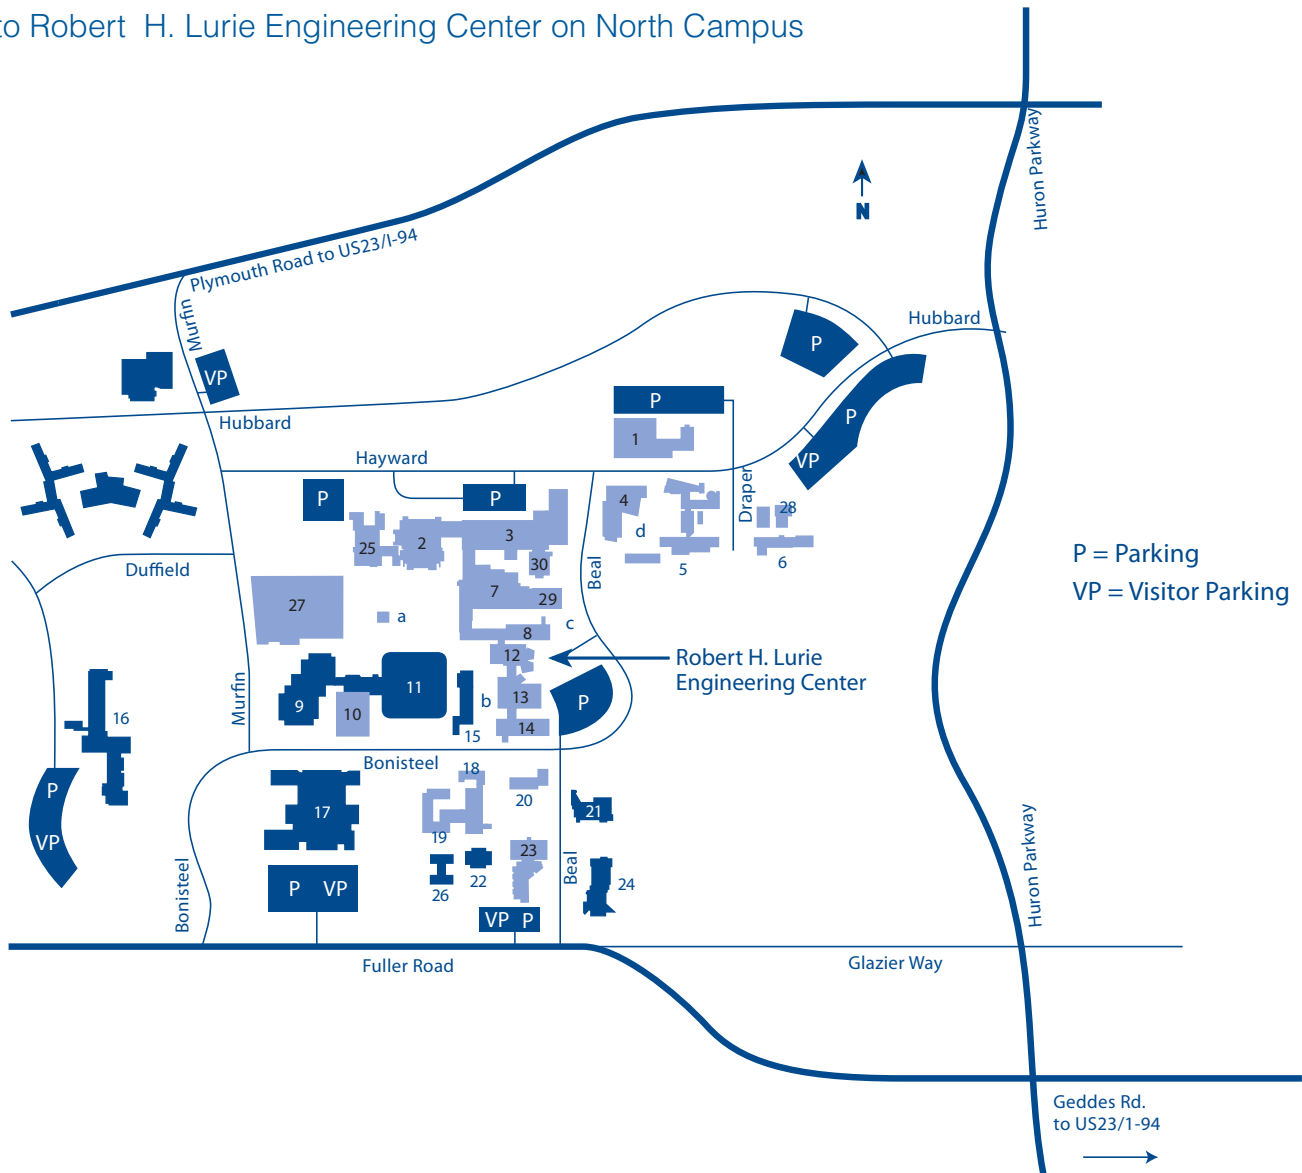 to Robert H. Lurie Engineering Center on North Campus
Huron Parkway
N
Plymouth Road to US23/I-94
Murfin
Hubbard
P
VP
Hubbard
P
P
VP
1
Hayward
P
P
Draper
4
28
d
3
2
25
30
5
6
Beal
Duffield
P = Parking
VP = Visitor Parking
7
29
27
a
c
8
12
Robert H. Lurie
Engineering Center
11
13
b
P
9
10
14
15
16
Murfin
Bonisteel
18
P
VP
17
20
21
19
23
22
26
24
Beal
Bonisteel
P VP
VP P
Huron Parkway
Fuller Road
Glazier Way
Geddes Rd.
to US23/1-94